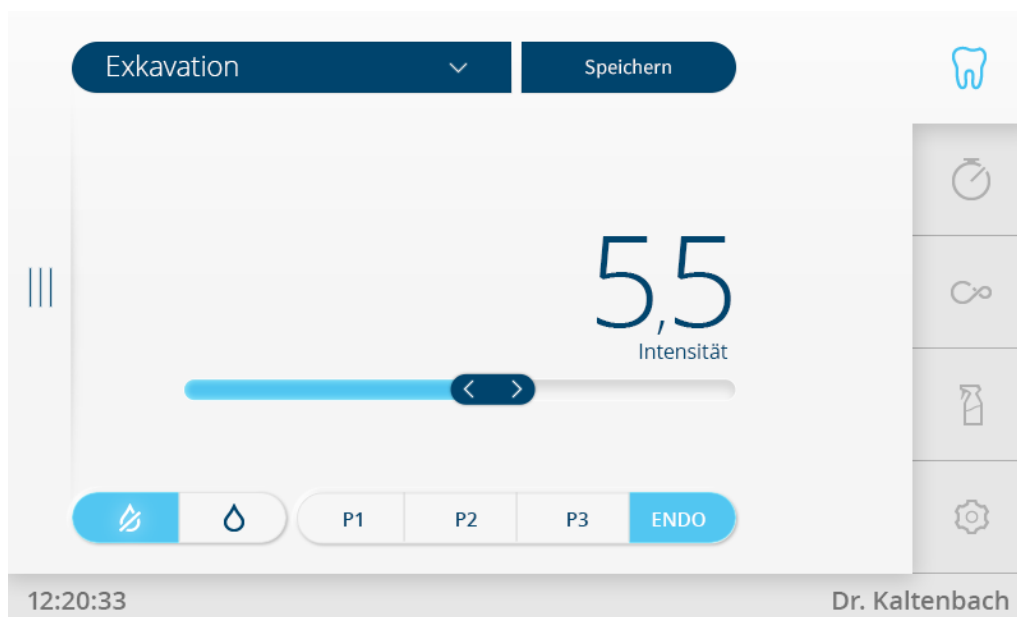 Exkavation
Speichern
5,5
Intensität
P1
P2
P3
ENDO
12:20:33
Dr. Kaltenbach